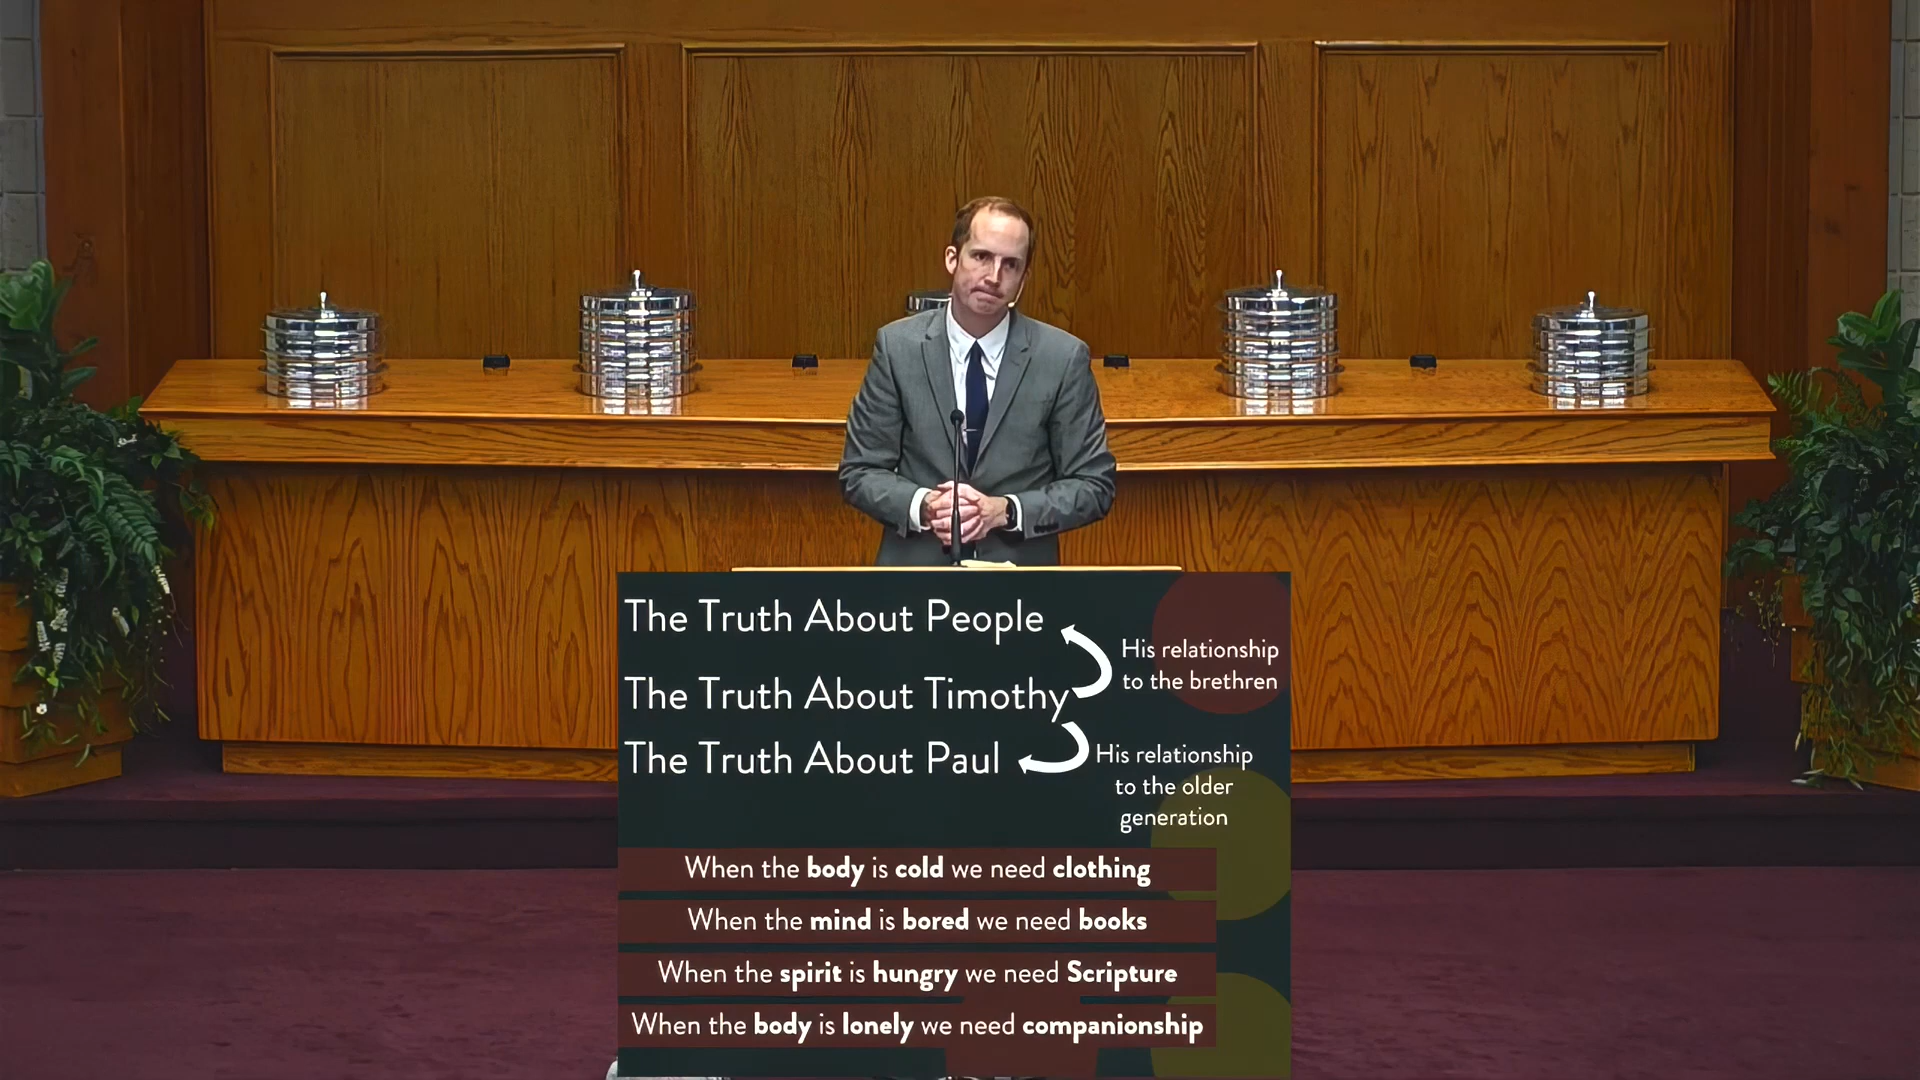 The Truth About People
His relationship
to the brethren
The Truth About Timothy
The Truth About Paul
His relationship
to the older
generation
When the body is cold we need clothing
When the mind is bored we need books
When the spirit is hungry we need Scripture
When the body is lonely we need companionship